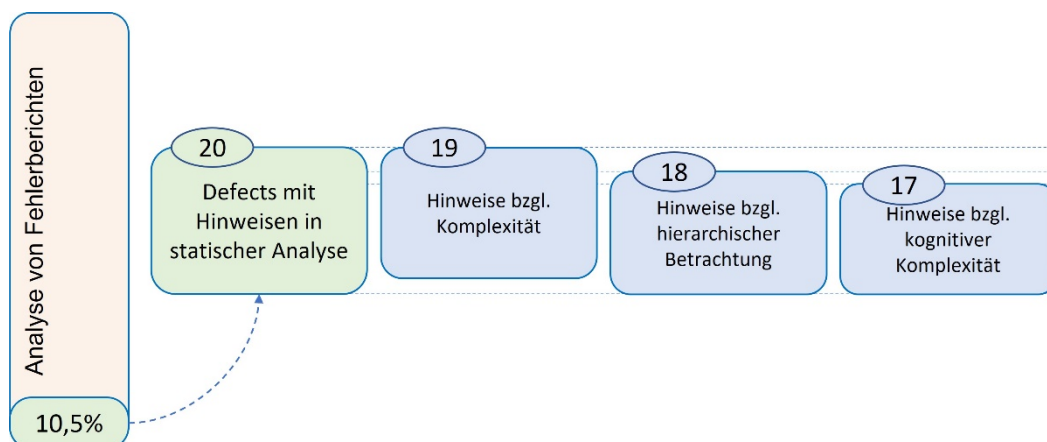 Analyse von Fehlerberichten
10,5%
20
Defects mit
Hinweisen in
statischer Analyse
19
Hinweise bzgl.
Komplexität
18
Hinweise bzgl.
hierarchischer
Betrachtung
17
Hinweise bzgl.
kognitiver
Komplexität